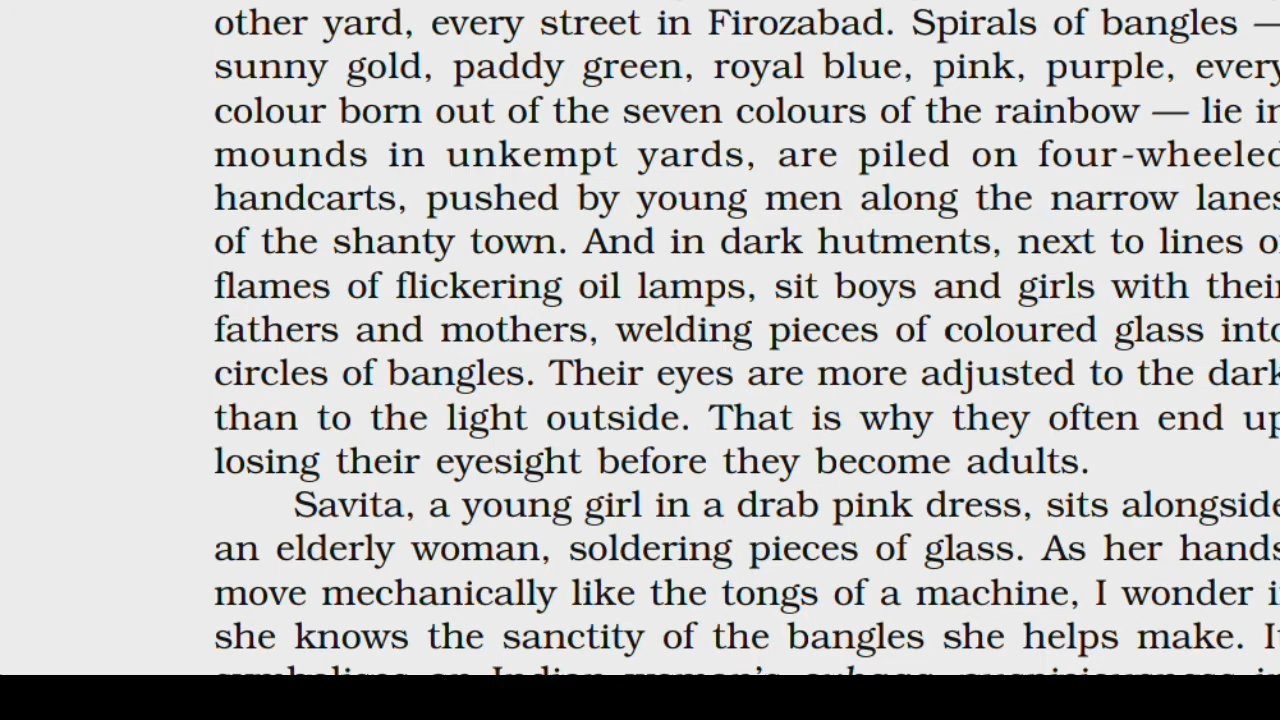 other yard, every street in Firozabad. Spirals of bangles —
sunny gold, paddy green, royal blue, pink, purple, every
colour born out of the seven colours of the rainbow — lie in
mounds in unkempt yards, are piled on four-wheeled
handcarts, pushed by young men along the narrow lanes
of the shanty town. And in dark hutments, next to lines of
flames of flickering oil lamps, sit boys and girls with their
fathers and mothers, welding pieces of coloured glass into
circles of bangles. Their eyes are more adjusted to the dark
than to the light outside. That is why they often end up
losing their eyesight before they become adults.
Savita, a young girl in a drab pink dress, sits alongside
an elderly woman, soldering pieces of glass. As her hands
move mechanically like the tongs of a machine, I wonder if
she knows the sanctity of the bangles she helps make. It
an Indian woman's